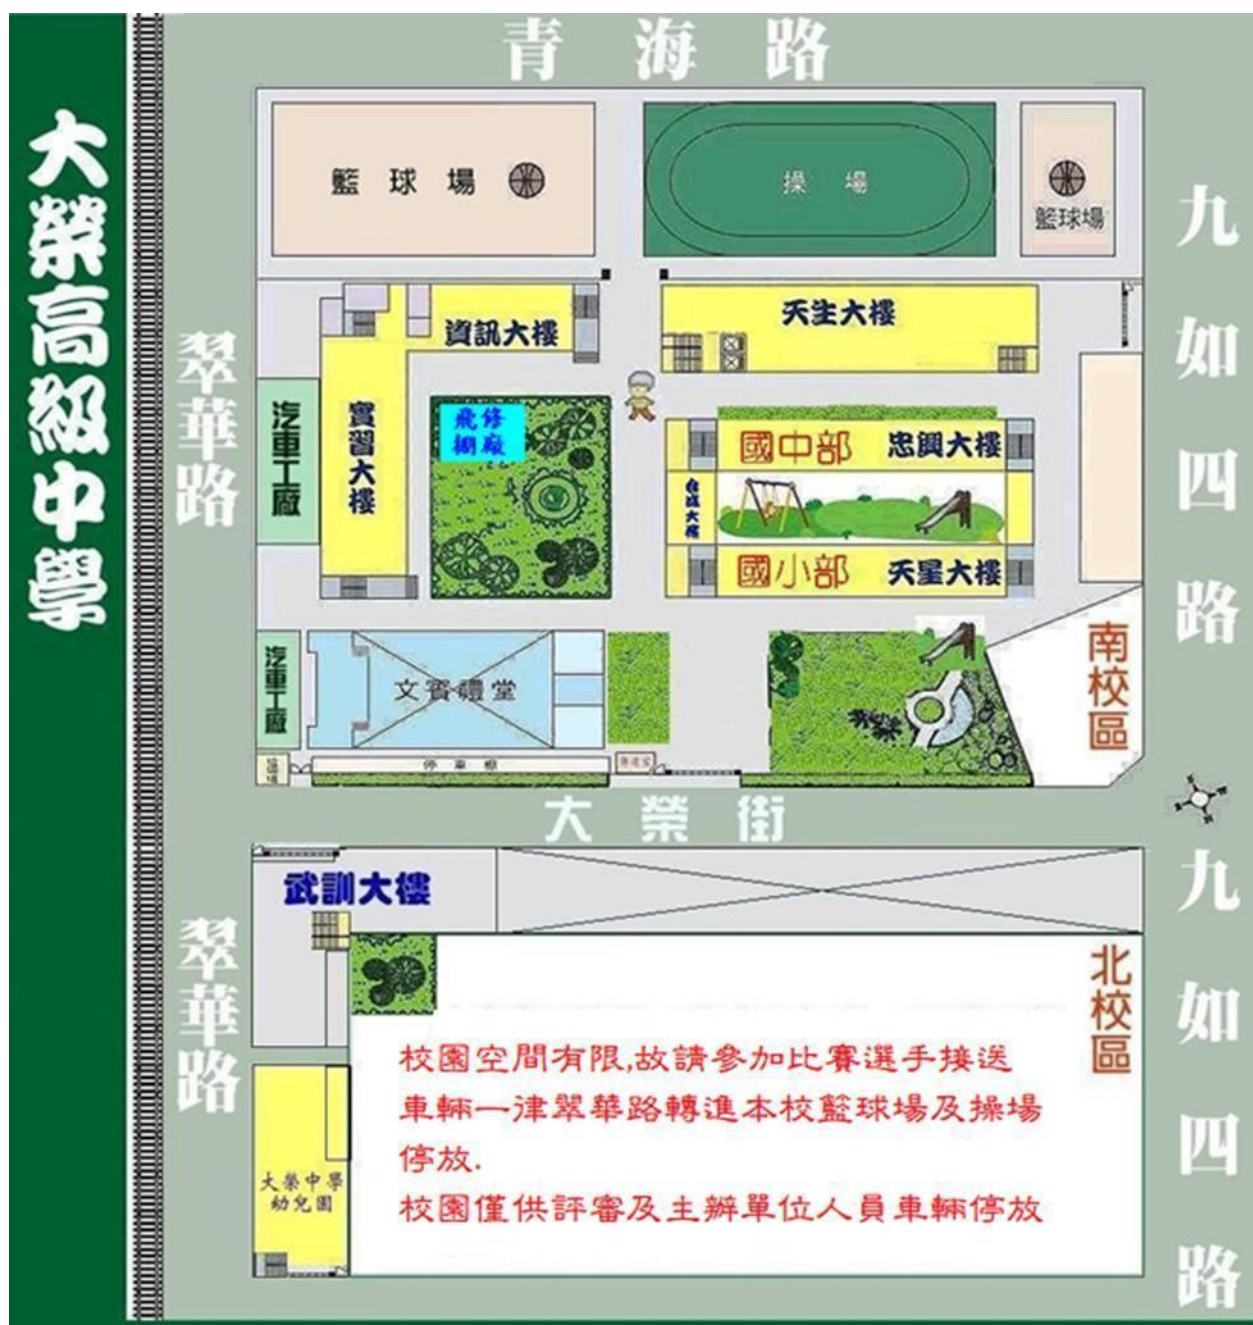 青海路
大榮高級中學
籃球場
操場
籃球場
九如四路
翠華路
資訊大樓
天生大樓
汽車工廠
實習大樓
飛修
棚廠
國中部 忠興大樓
國小部 天星大樓
汽車工廠
文賓禮堂
南校區
停車棚
大榮街
武訓大樓
翠華路
九如四路
北校區
校園空間有限,故請參加比賽選手接送
車輛一律翠華路轉進本校籃球場及操場
停放.
校園僅供評審及主辦單位人員車輛停放
大榮中學
幼兒園